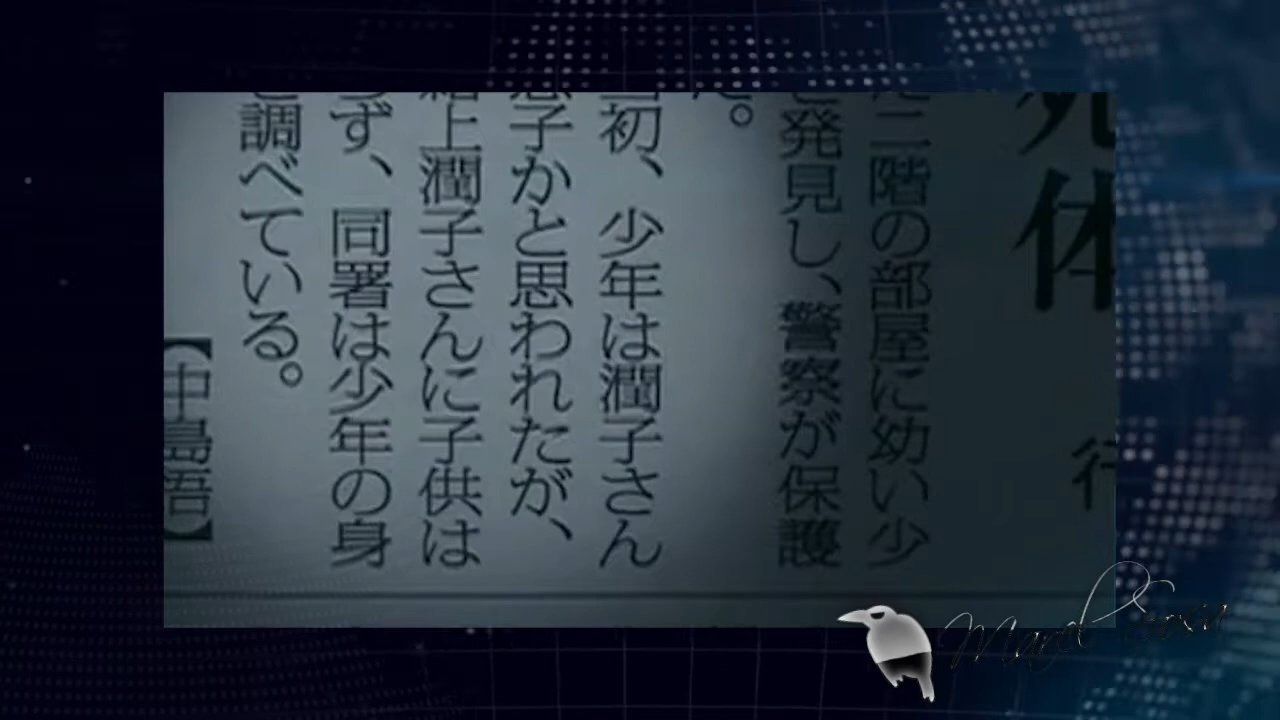 体
行
二階の部屋に幼い少
発見し、警察が保護
た。
初、少年は潤子さん
子かと思われたが、
上潤子さんに子供は
ず、同署は少年の身
調べている。
【中島吾】